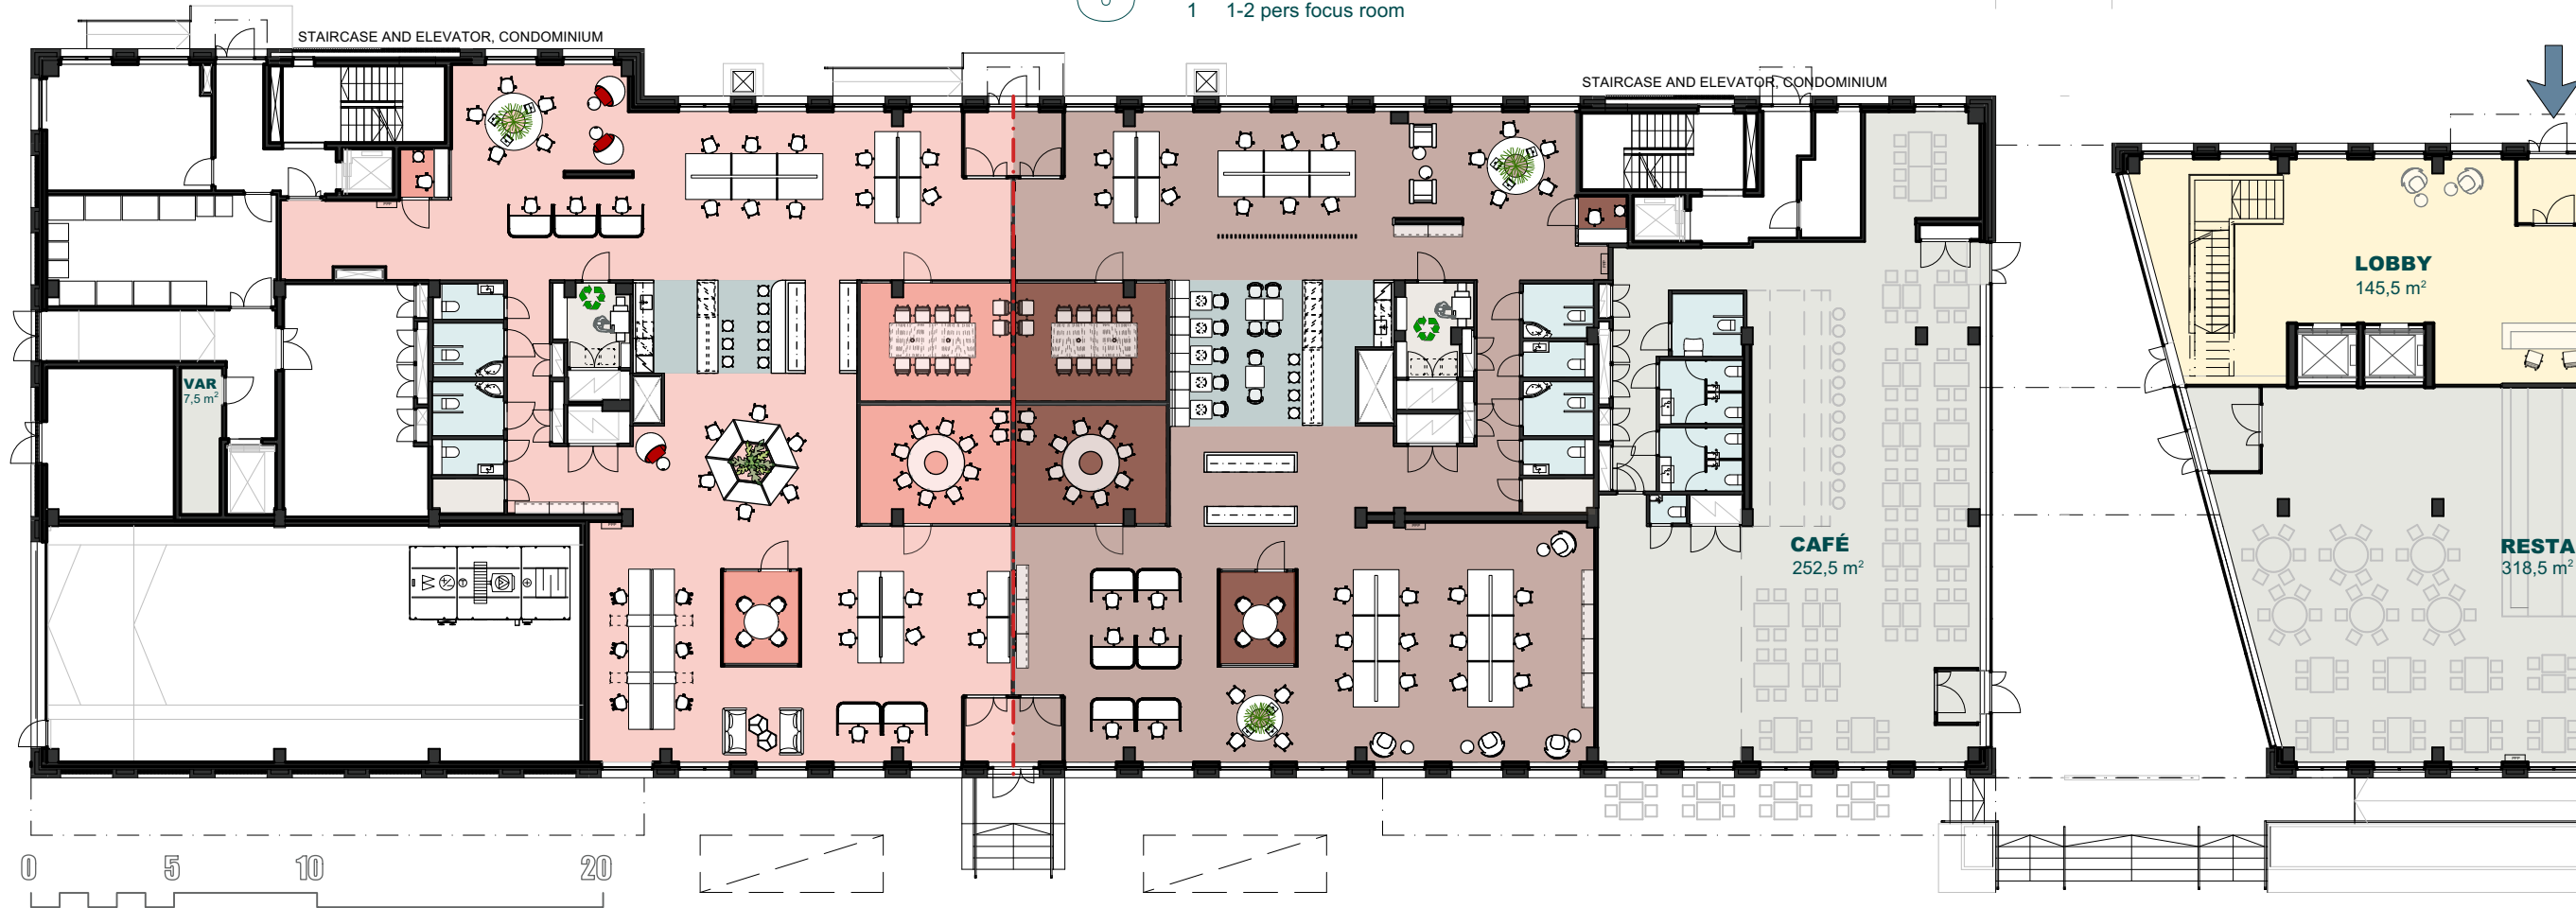 1 1-2 pers focus room
STAIRCASE AND ELEVATOR, CONDOMINIUM
STAIRCASE AND ELEVATOR, CONDOMINIUM
LOBBY
145,5 m²
VAR
7,5 m²
CAFÉ
252,5 m²
RESTA
318,5 m²
0 5 10 20